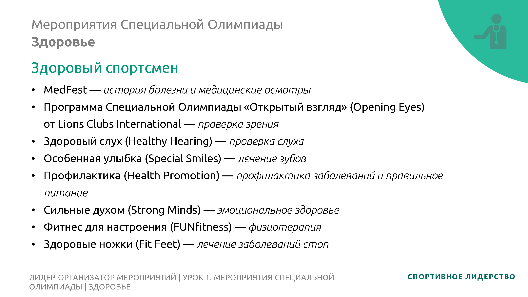 Мероприятия Специальной Олимпиады
Здоровье
Здоровый спортсмен
• MedFest — история болезни и медицинские осмотры
• Программа Специальной Олимпиады «Открытый взгляд» (Opening Eyes)
от Lions Clubs International — проверка зрения
• Здоровый слух (Healthy Hearing) — проверка слуха
• Особенная улыбка (Special Smiles) — лечение зубов
• Профилактика (Health Promotion) — профилактика заболеваний и правильное
питание
• Сильные духом (Strong Minds) — эмоциональное здоровье
• Фитнес для настроения (FUNfitness) — физиотерапия
• Здоровые ножки (Fit Feet) — лечение заболеваний стоп
ЛИДЕР-ОРГАНИЗАТОР МЕРОПРИЯТИЙ | УРОК 1. МЕРОПРИЯТИЯ СПЕЦИАЛЬНОЙ
ОЛИМПИАДЫ | ЗДОРОВЬЕ
СПОРТИВНОЕ ЛИДЕРСТВО